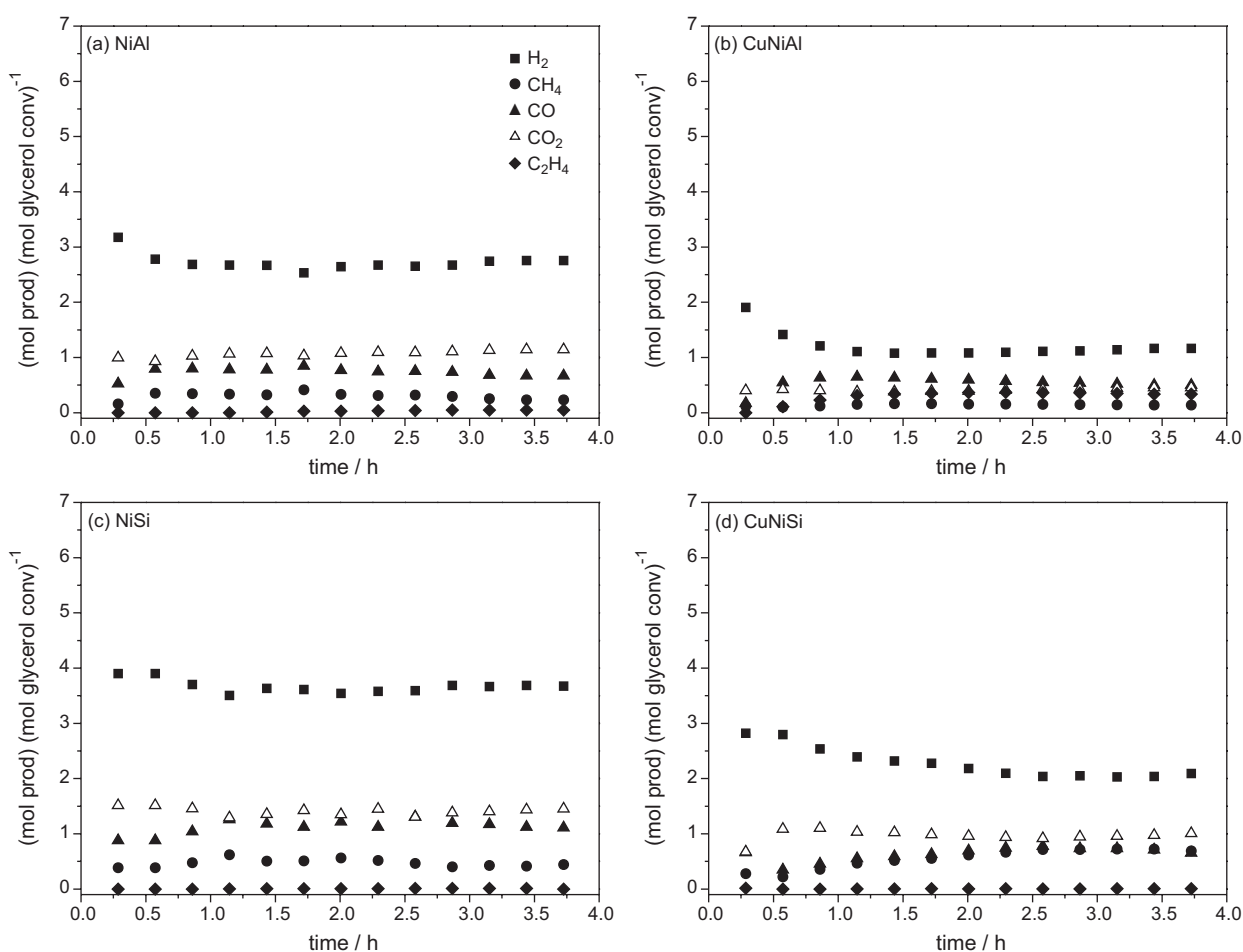 (a) NiAl
H₂
CH₄
CO
CO₂
C₂H₄
(mol prod) (mol glycerol conv)⁻¹
7
6
5
4
3
2
1
0
0.0 0.5 1.0 1.5 2.0 2.5 3.0 3.5 4.0
time / h
(b) CuNiAl
(mol prod) (mol glycerol conv)⁻¹
7
6
5
4
3
2
1
0
0.0 0.5 1.0 1.5 2.0 2.5 3.0 3.5 4.0
time / h
(c) NiSi
(mol prod) (mol glycerol conv)⁻¹
7
6
5
4
3
2
1
0
0.0 0.5 1.0 1.5 2.0 2.5 3.0 3.5 4.0
time / h
(d) CuNiSi
(mol prod) (mol glycerol conv)⁻¹
7
6
5
4
3
2
1
0
0.0 0.5 1.0 1.5 2.0 2.5 3.0 3.5 4.0
time / h